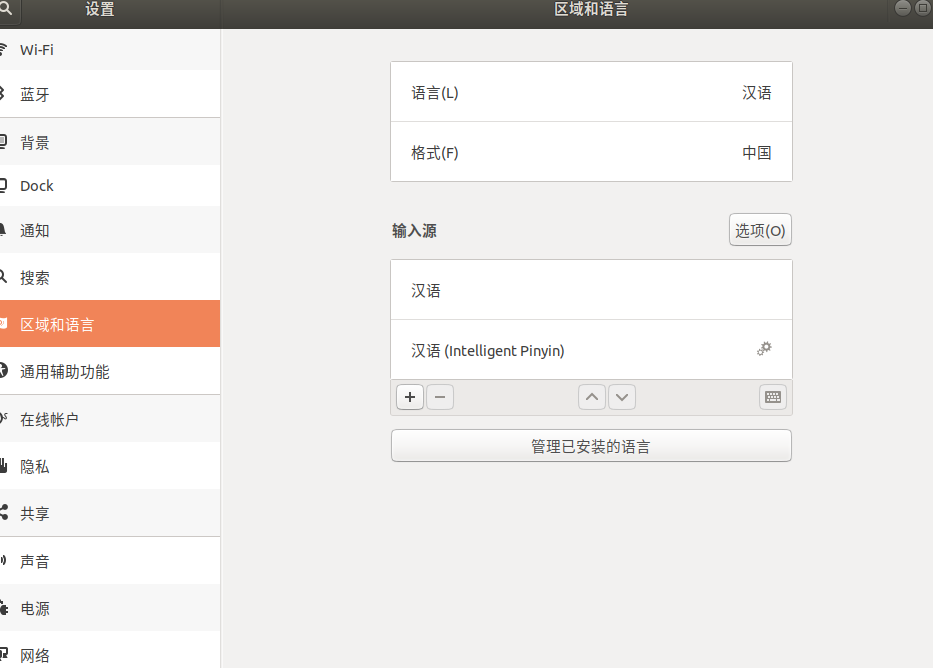 设置
区域和语言
Wi-Fi
蓝牙
背景
Dock
通知
搜索
区域和语言
通用辅助功能
在线帐户
隐私
共享
声音
电源
网络
语言(L) 汉语
格式(F) 中国
输入源 选项(O)
汉语
汉语 (Intelligent Pinyin)
管理已安装的语言